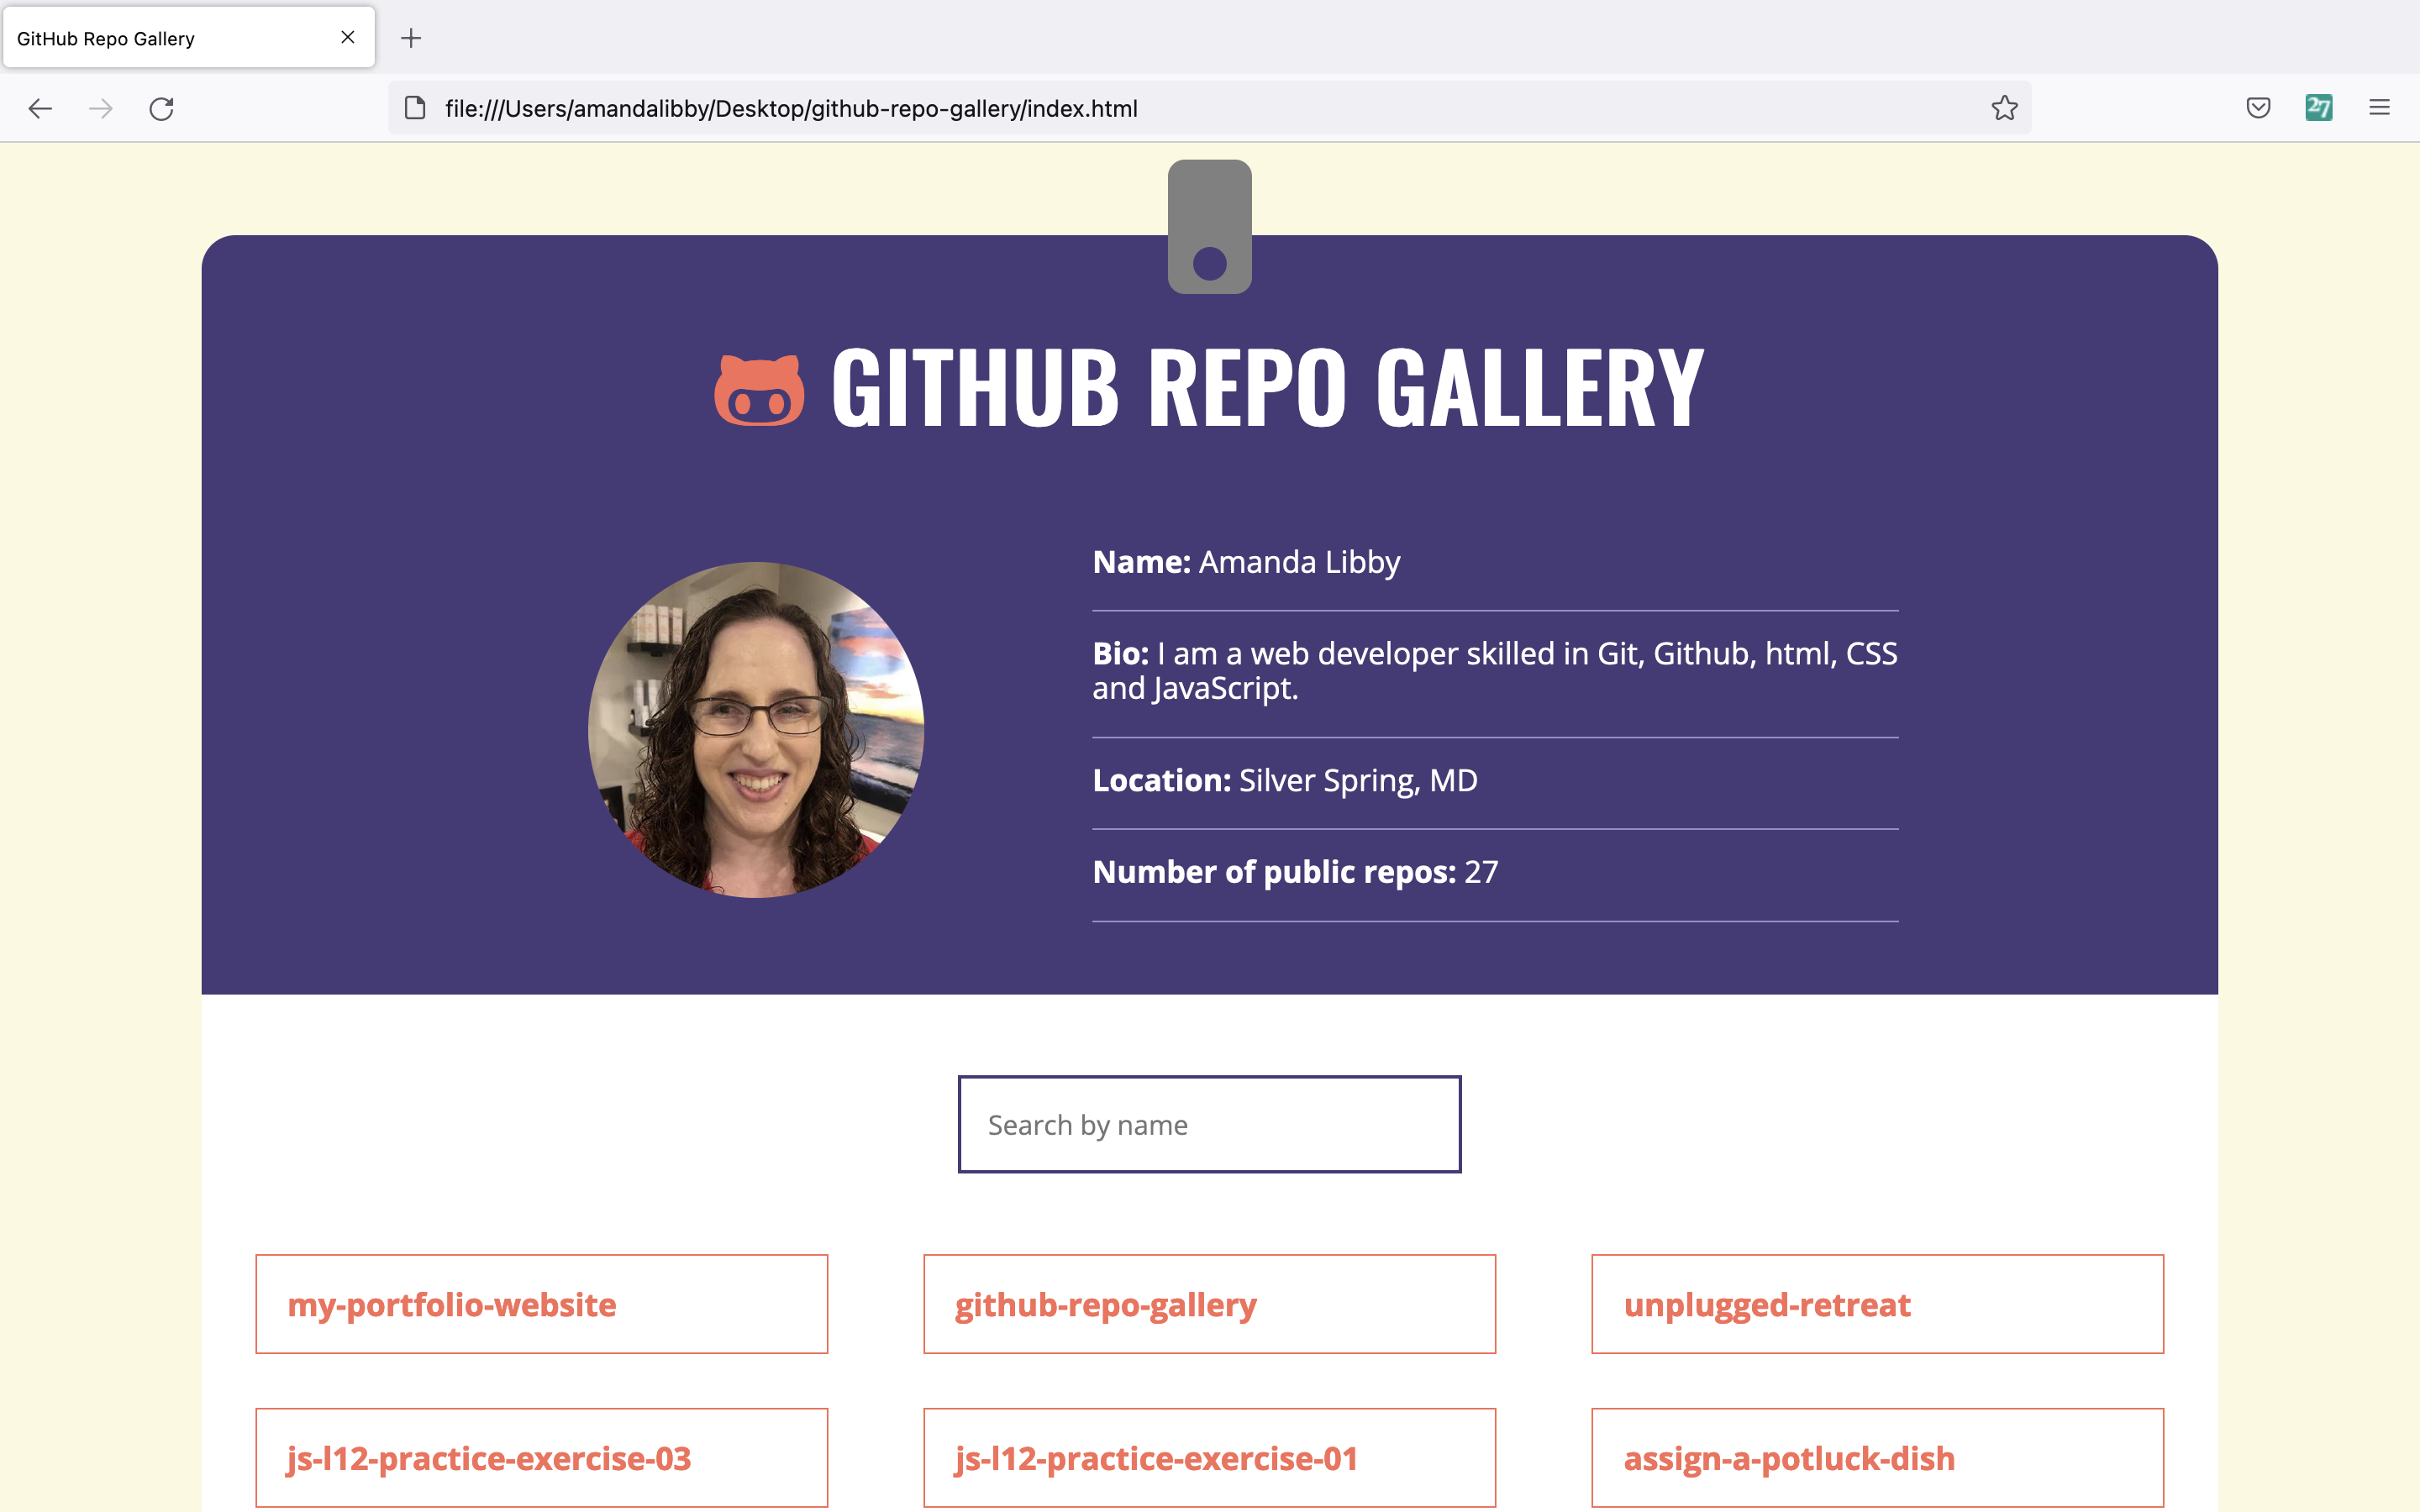 GitHub Repo Gallery
file:///Users/amandalibby/Desktop/github-repo-gallery/index.html
27
GITHUB REPO GALLERY
Name: Amanda Libby
Bio: I am a web developer skilled in Git, Github, html, CSS
and JavaScript.
Location: Silver Spring, MD
Number of public repos: 27
Search by name
my-portfolio-website
github-repo-gallery
unplugged-retreat
js-l12-practice-exercise-03
js-l12-practice-exercise-01
assign-a-potluck-dish